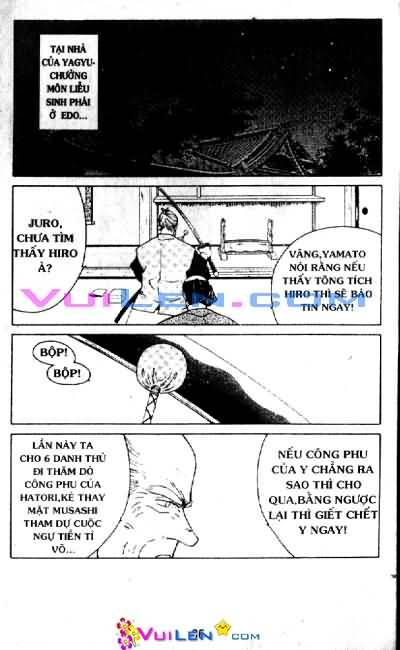 TẠI NHÀ
CỦA YAGYU-
CHƯỞNG
MÔN LIỄU
SINH PHÁI
Ở EDO...
JURO,
CHƯA TÌM
THẤY HIRO
À?
VÂNG,YAMATO
NÓI RẰNG NẾU
THẤY TÔNG TÍCH
HIRO THÌ SẼ BÁO
TIN NGAY!
VUILEN.COM
BỘP!
BỘP!
LẦN NÀY TA
CHO 6 DANH THỦ
ĐI THĂM DÒ
CÔNG PHU CỦA
HATORI,KẺ THAY
MẶT MUSASHI
THAM DỰ CUỘC
NGỰ TIỀN TỈ
VÕ...
NẾU CÔNG PHU
CỦA Y CHẲNG RA
SAO THÌ CHO
QUA,BẰNG NGƯỢC
LẠI THÌ GIẾT CHẾT
Y NGAY!
VUILEN
.COM